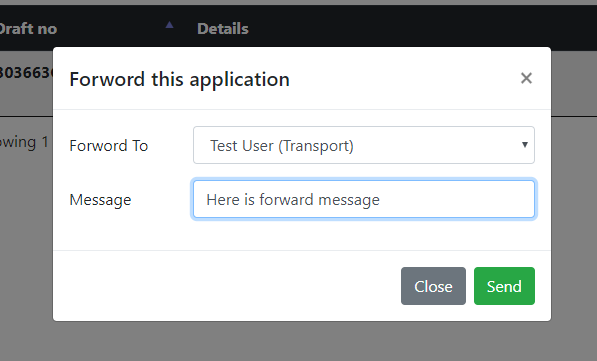 Draft no Details
Forword this application ×
Forword To Test User (Transport)
Message Here is forward message
Close Send